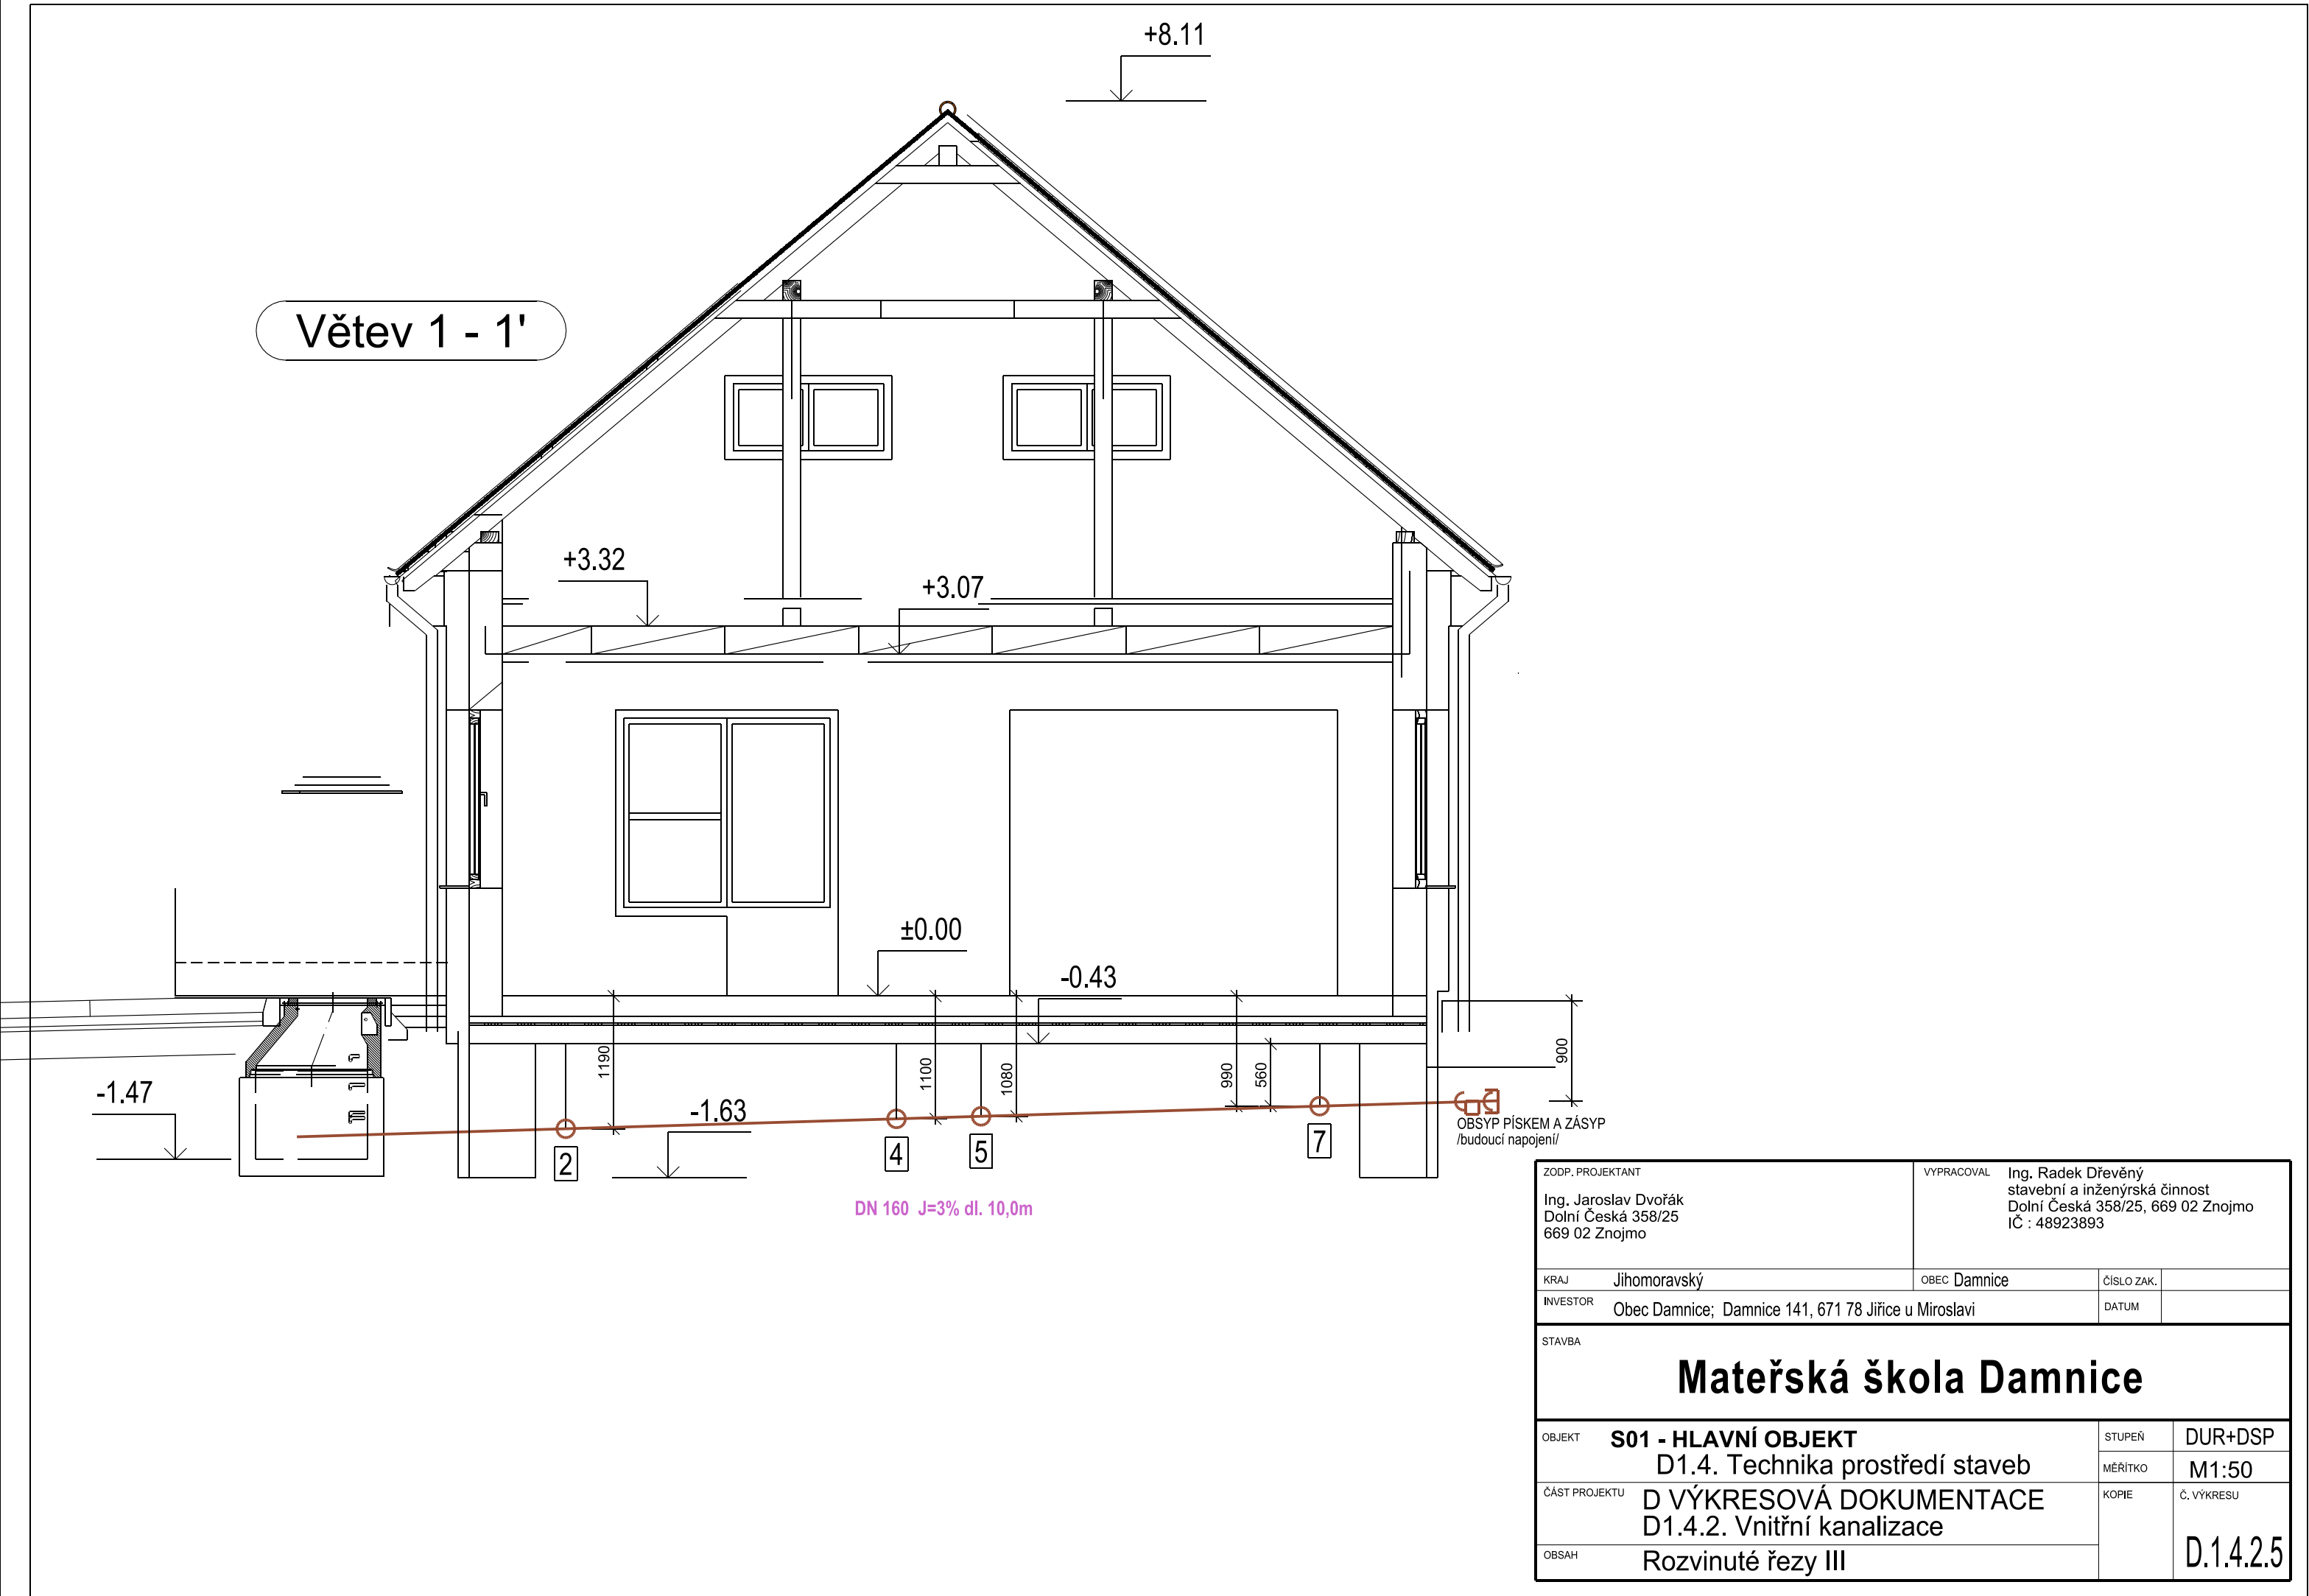 +8.11
Větev 1 - 1'
+3.32
+3.07
±0.00
-0.43
-1.47
-1.63
1190
1100
1080
990
560
900
2
4
5
7
OBSYP PÍSKEM A ZÁSYP
/budoucí napojení/
DN 160 J=3% dl. 10,0m
ZODP. PROJEKTANT
Ing. Jaroslav Dvořák
Dolní Česká 358/25
669 02 Znojmo
VYPRACOVAL Ing. Radek Dřevěný
stavební a inženýrská činnost
Dolní Česká 358/25, 669 02 Znojmo
IČ : 48923893
KRAJ Jihomoravský
OBEC Damnice
ČÍSLO ZAK.
INVESTOR Obec Damnice; Damnice 141, 671 78 Jiřice u Miroslavi
DATUM
STAVBA
Mateřská škola Damnice
OBJEKT S01 - HLAVNÍ OBJEKT
D1.4. Technika prostředí staveb
STUPEŇ DUR+DSP
MĚŘÍTKO M1:50
ČÁST PROJEKTU D VÝKRESOVÁ DOKUMENTACE
D1.4.2. Vnitřní kanalizace
KOPIE
Č. VÝKRESU
D.1.4.2.5
OBSAH Rozvinuté řezy III